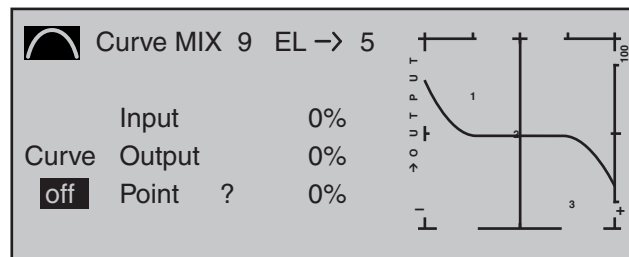 Curve MIX 9 EL –> 5
Input 0%
Curve Output 0%
off Point ? 0%
–> OUTPUT
100
1
2
3
– +